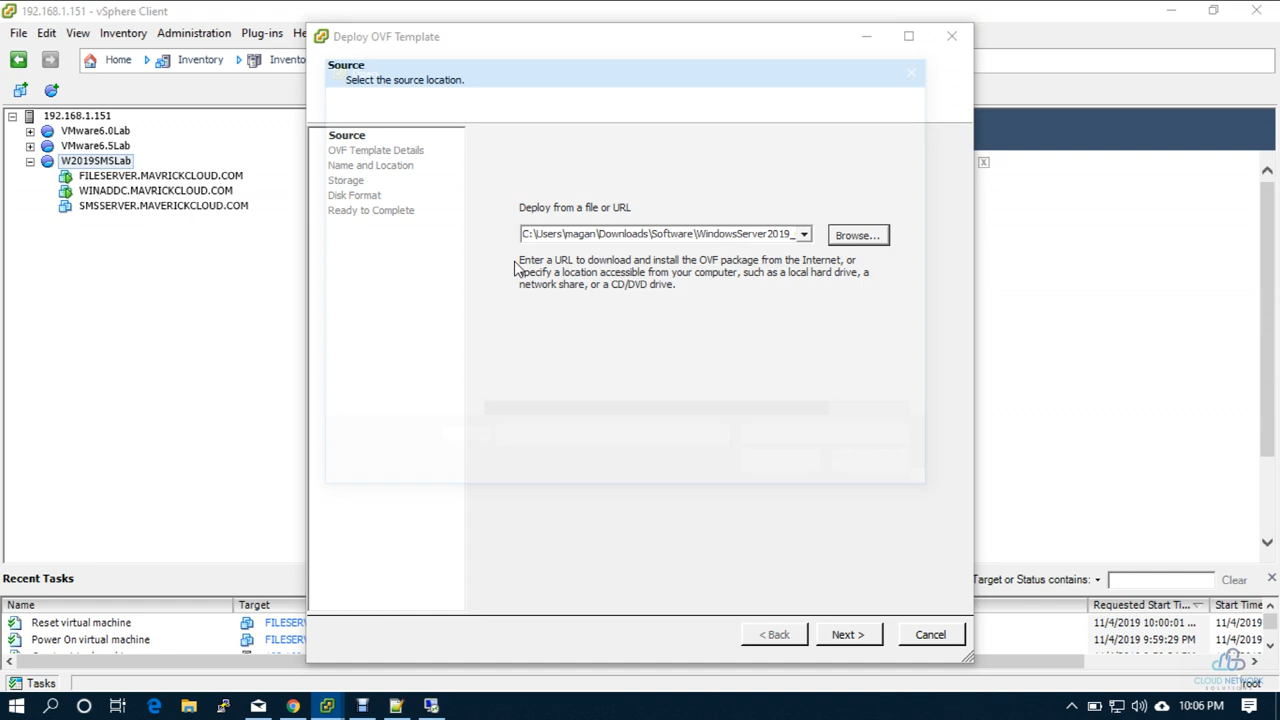 192.168.1.151 - vSphere Client
File Edit View Inventory Administration Plug-ins He
Home Inventory Invento
192.168.1.151
VMware6.0Lab
VMware6.5Lab
W2019SMSLab
FILESERVER.MAVRICKCLOUD.COM
WINADDC.MAVRICKCLOUD.COM
SMSSERVER.MAVERICKCLOUD.COM
Deploy OVF Template
Source
Select the source location.
Source
OVF Template Details
Name and Location
Storage
Disk Format
Ready to Complete
Deploy from a file or URL
C:\Users\magan\Downloads\Software\WindowsServer2019_
Browse...
Enter a URL to download and install the OVF package from the Internet, or
specify a location accessible from your computer, such as a local hard drive, a
network share, or a CD/DVD drive.
< Back Next > Cancel
Recent Tasks
Target or Status contains: Clear
Name Target Requested Start Ti... Start Time
Reset virtual machine FILESERV 11/4/2019 10:00:01 ... 11/4/2019
Power On virtual machine FILESERV 11/4/2019 9:59:29 PM 11/4/2019
Tasks root
CLOUD NETWORK
SOLUTIONS
10:06 PM